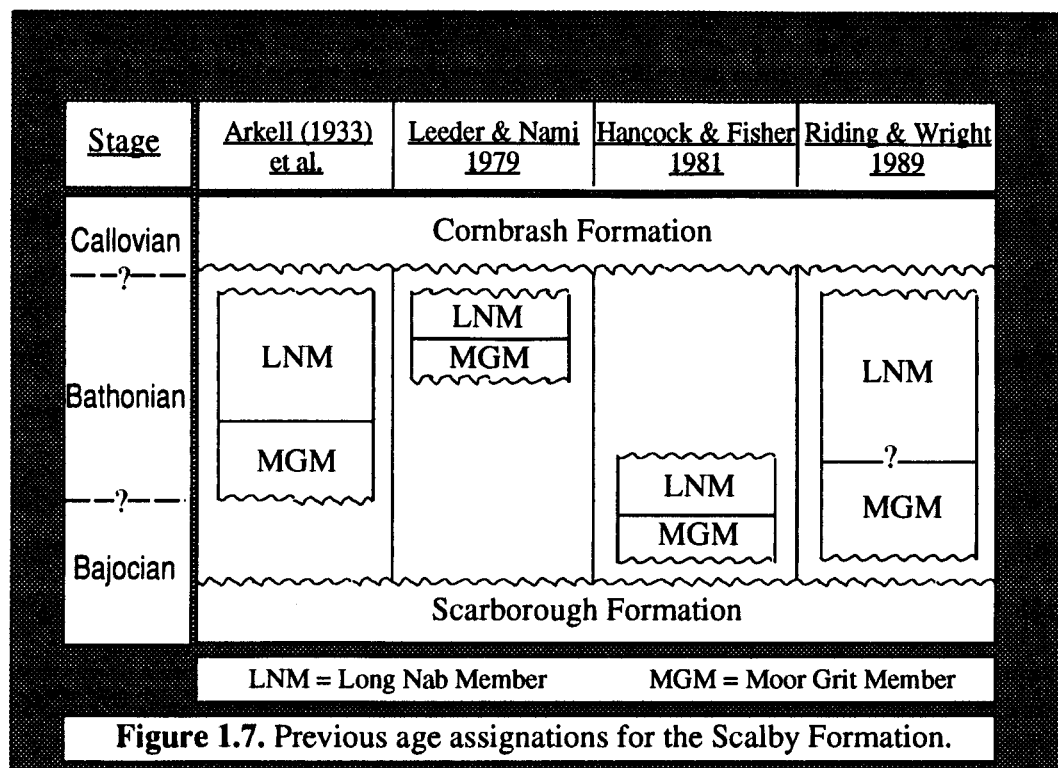 Stage
Arkell (1933)
et al.
Leeder & Nami
1979
Hancock & Fisher
1981
Riding & Wright
1989
Callovian
Cornbrash Formation
?
LNM
MGM
LNM
MGM
LNM
MGM
LNM
?
MGM
Bathonian
?
Bajocian
Scarborough Formation
LNM = Long Nab Member MGM = Moor Grit Member
Figure 1.7. Previous age assignations for the Scalby Formation.